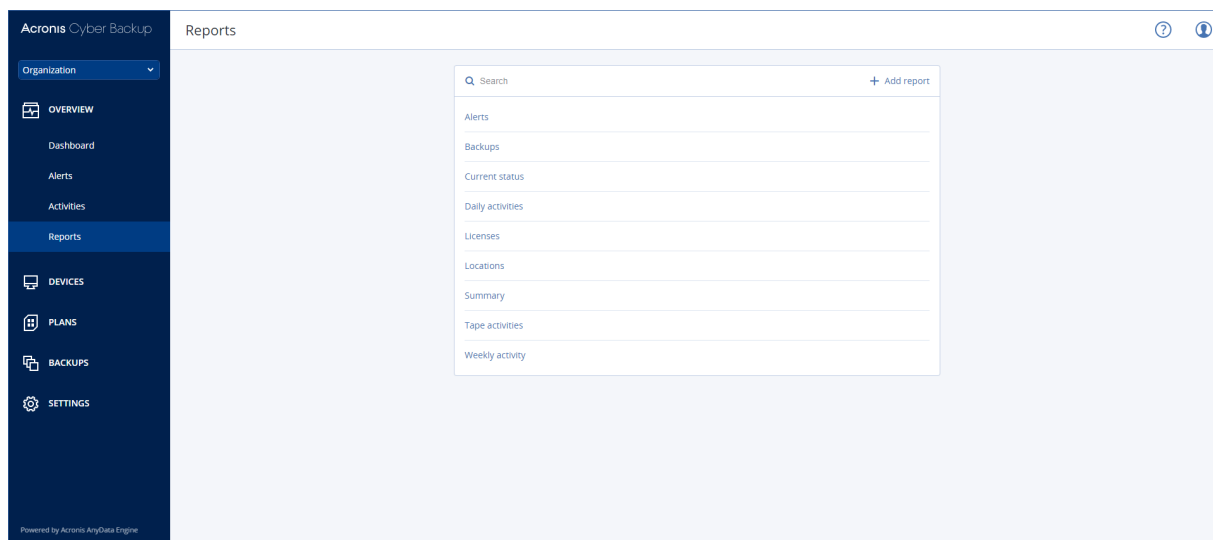 Acronis Cyber Backup
Reports
Organization
OVERVIEW
Dashboard
Alerts
Activities
Reports
DEVICES
PLANS
BACKUPS
SETTINGS
Powered by Acronis AnyData Engine
Search
+ Add report
Alerts
Backups
Current status
Daily activities
Licenses
Locations
Summary
Tape activities
Weekly activity